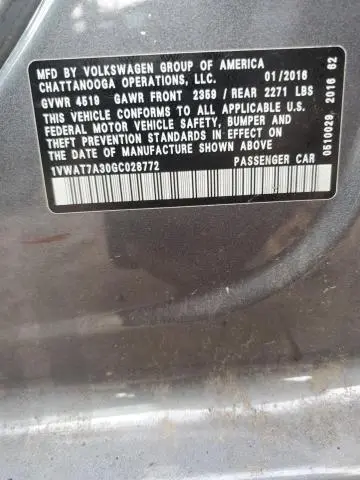 MFD BY VOLKSWAGEN GROUP OF AMERICA
CHATTANOOGA OPERATIONS, LLC. 01/2016
GVWR 4519 GAWR FRONT 2359 / REAR 2271 LBS
THIS VEHICLE CONFORMS TO ALL APPLICABLE U.S.
FEDERAL MOTOR VEHICLE SAFETY, BUMPER AND
THEFT PREVENTION STANDARDS IN EFFECT ON THE
DATE OF MANUFACTURE SHOWN ABOVE.
1VWAT7A30GC028772 PASSENGER CAR
0510029 2016 62